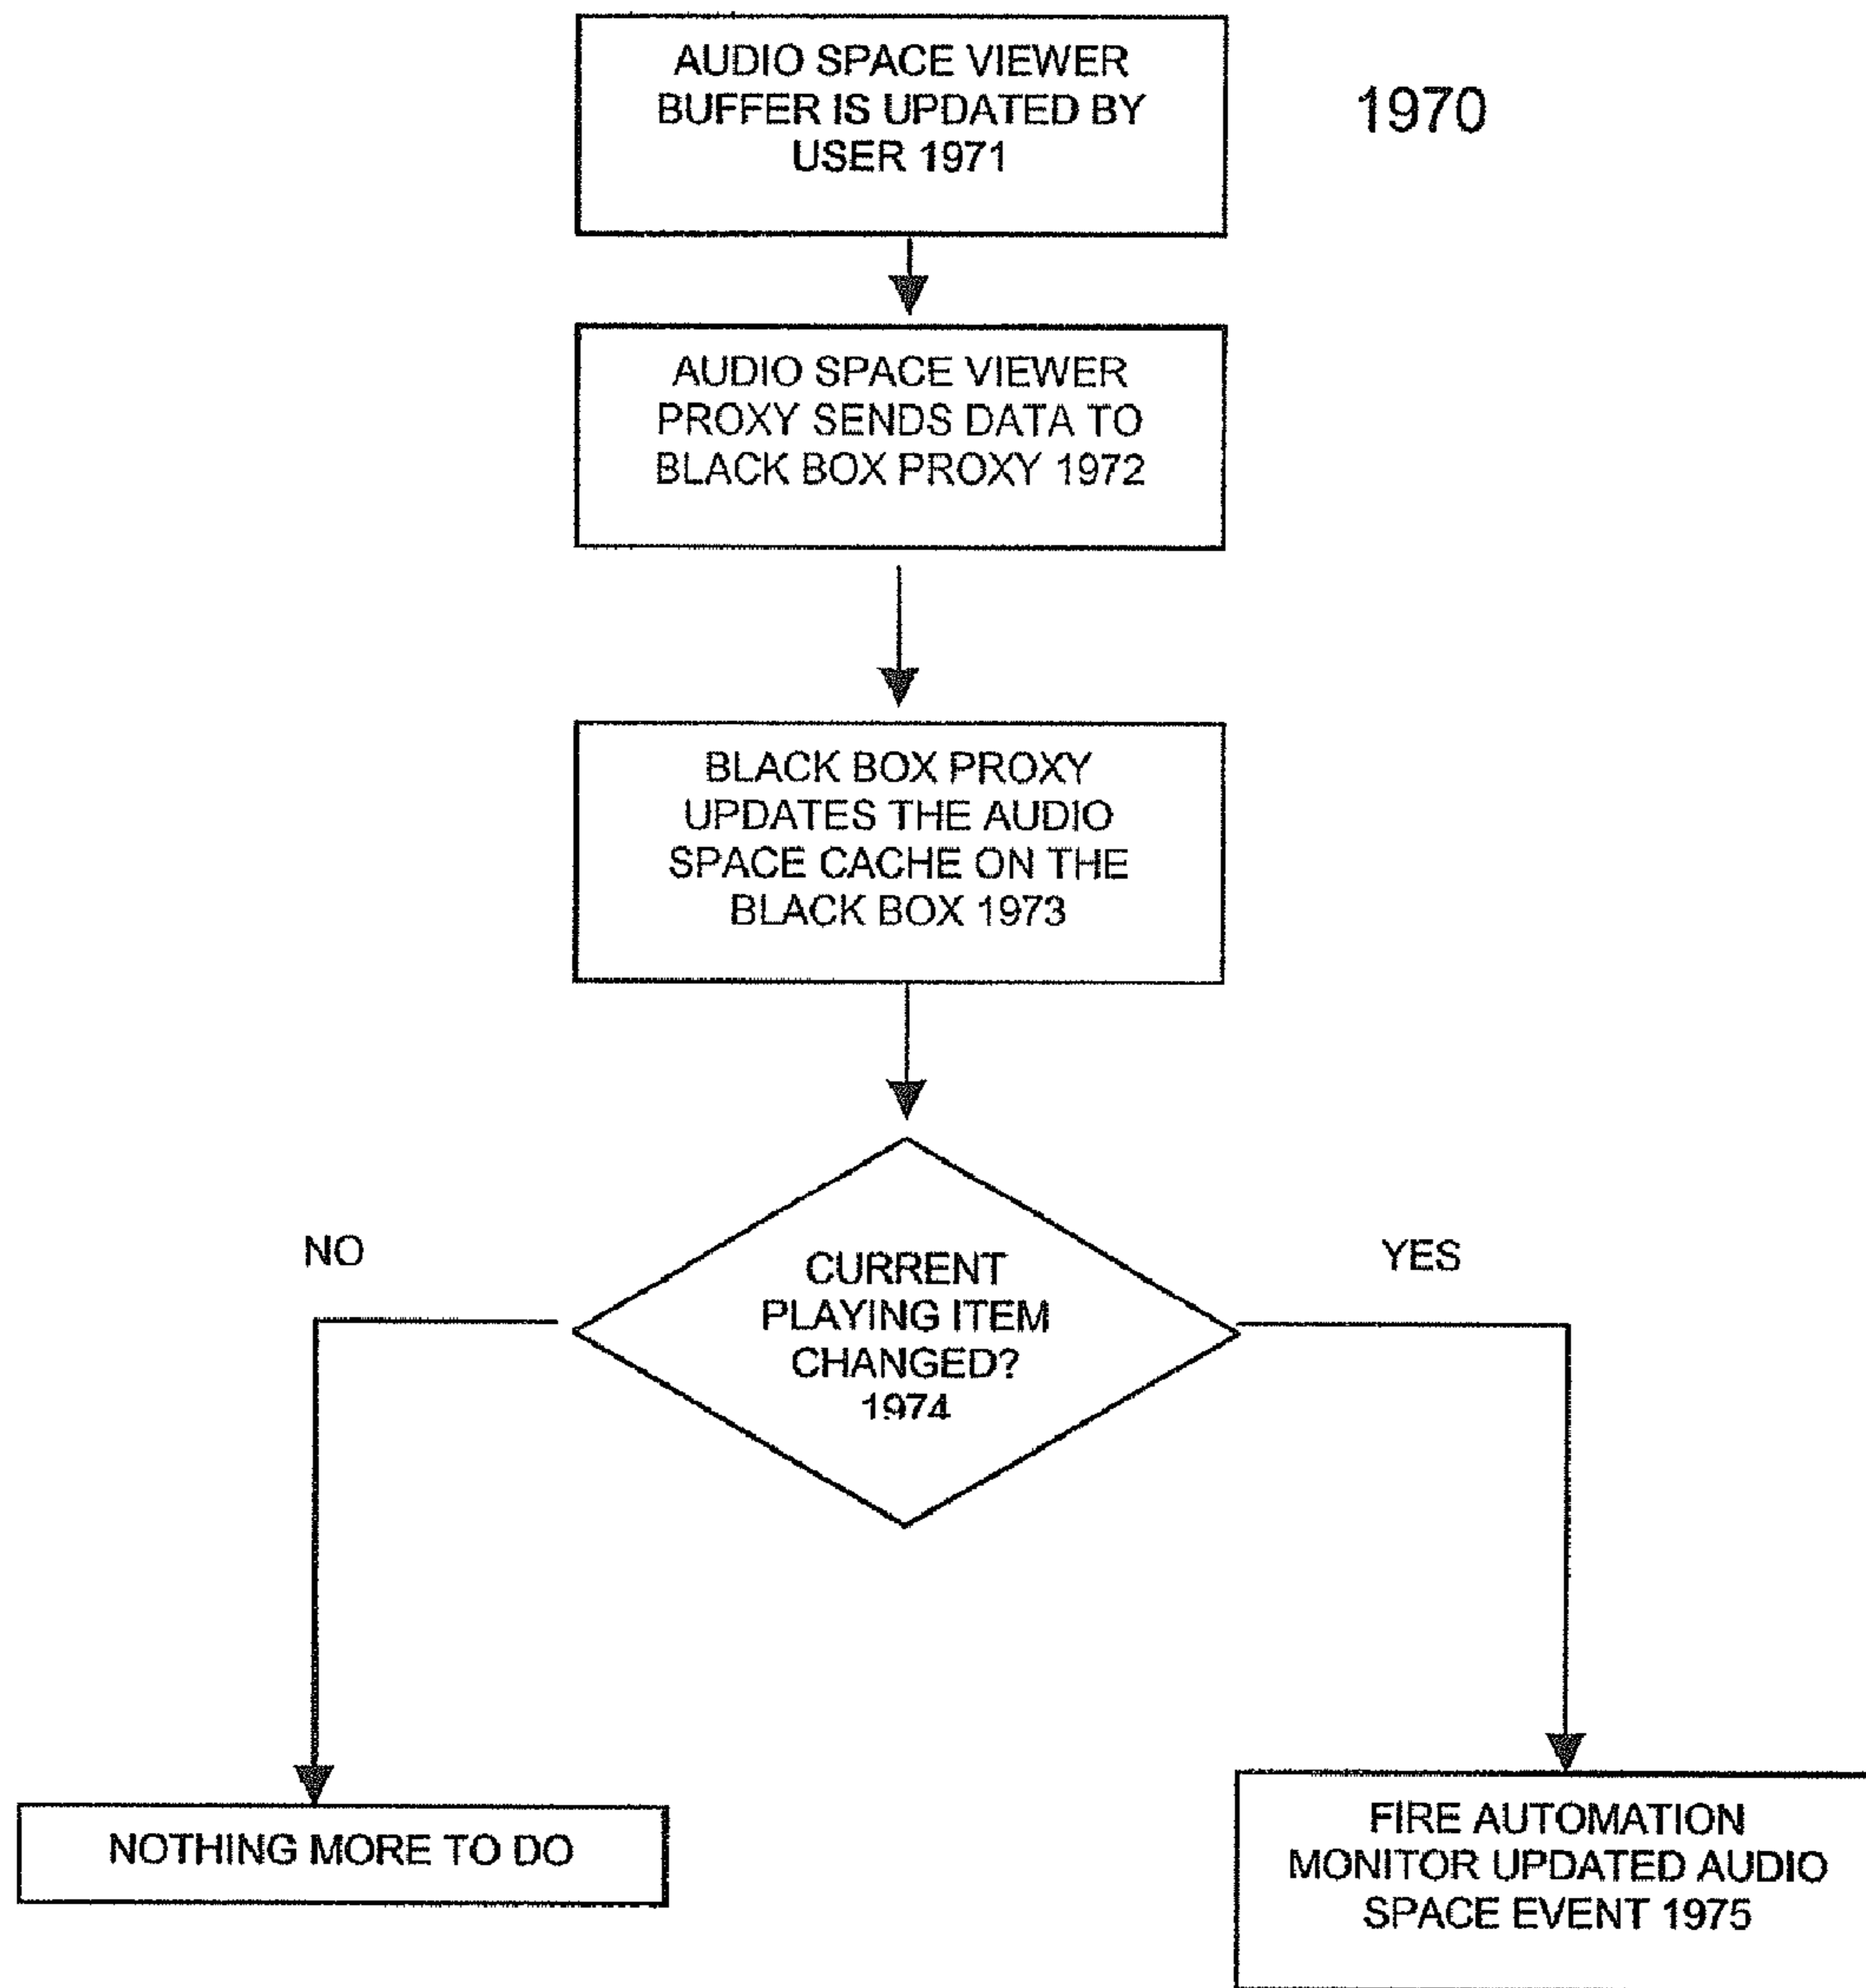 AUDIO SPACE VIEWER
BUFFER IS UPDATED BY
USER 1971
1970
AUDIO SPACE VIEWER
PROXY SENDS DATA TO
BLACK BOX PROXY 1972
BLACK BOX PROXY
UPDATES THE AUDIO
SPACE CACHE ON THE
BLACK BOX 1973
NO
YES
CURRENT
PLAYING ITEM
CHANGED?
1974
NOTHING MORE TO DO
FIRE AUTOMATION
MONITOR UPDATED AUDIO
SPACE EVENT 1975